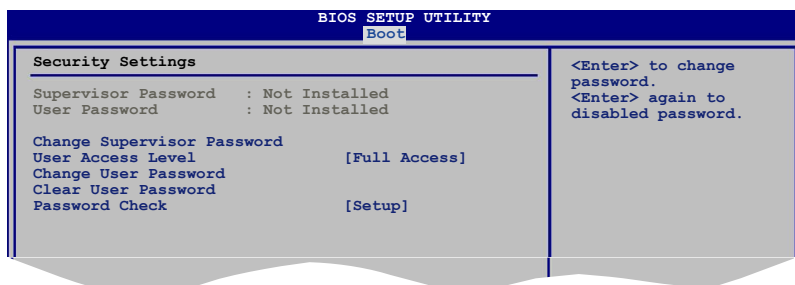 BIOS SETUP UTILITY
Boot
Security Settings
Supervisor Password : Not Installed
User Password : Not Installed
Change Supervisor Password
User Access Level [Full Access]
Change User Password
Clear User Password
Password Check [Setup]
<Enter> to change
password.
<Enter> again to
disabled password.